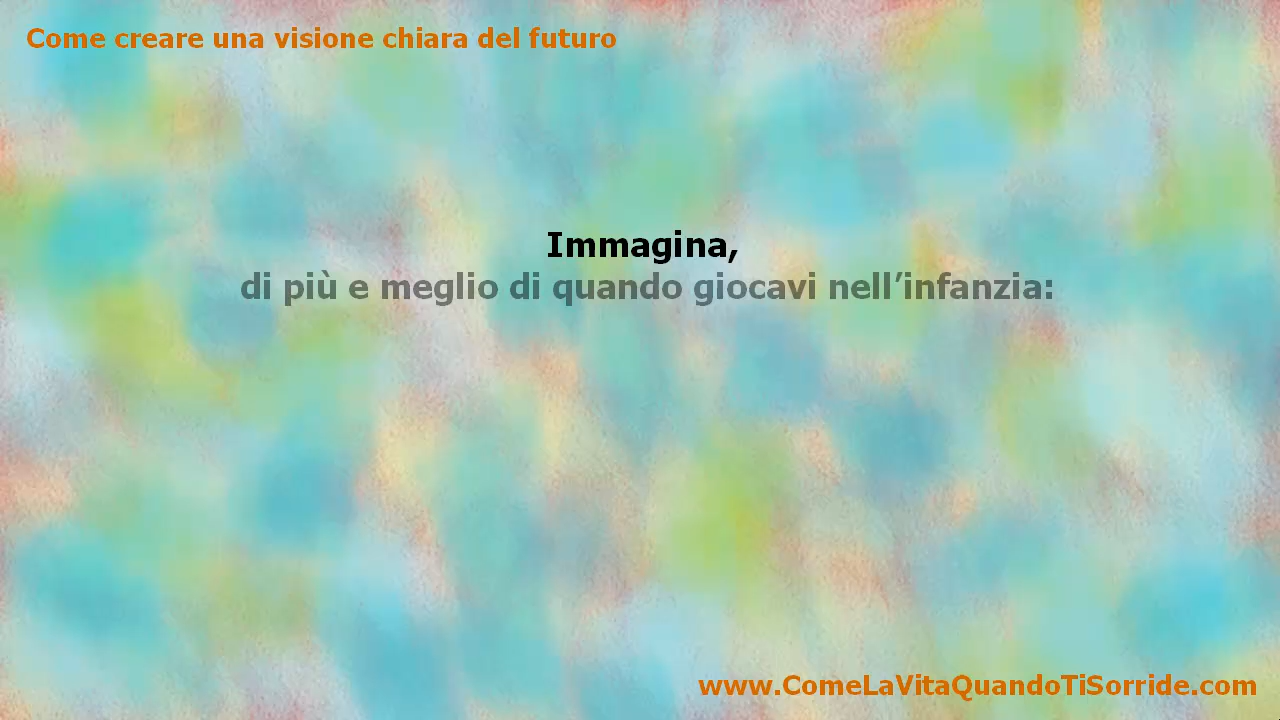 Come creare una visione chiara del futuro
Immagina,
di più e meglio di quando giocavi nell’infanzia:
www.ComeLaVitaQuandoTiSorride.com